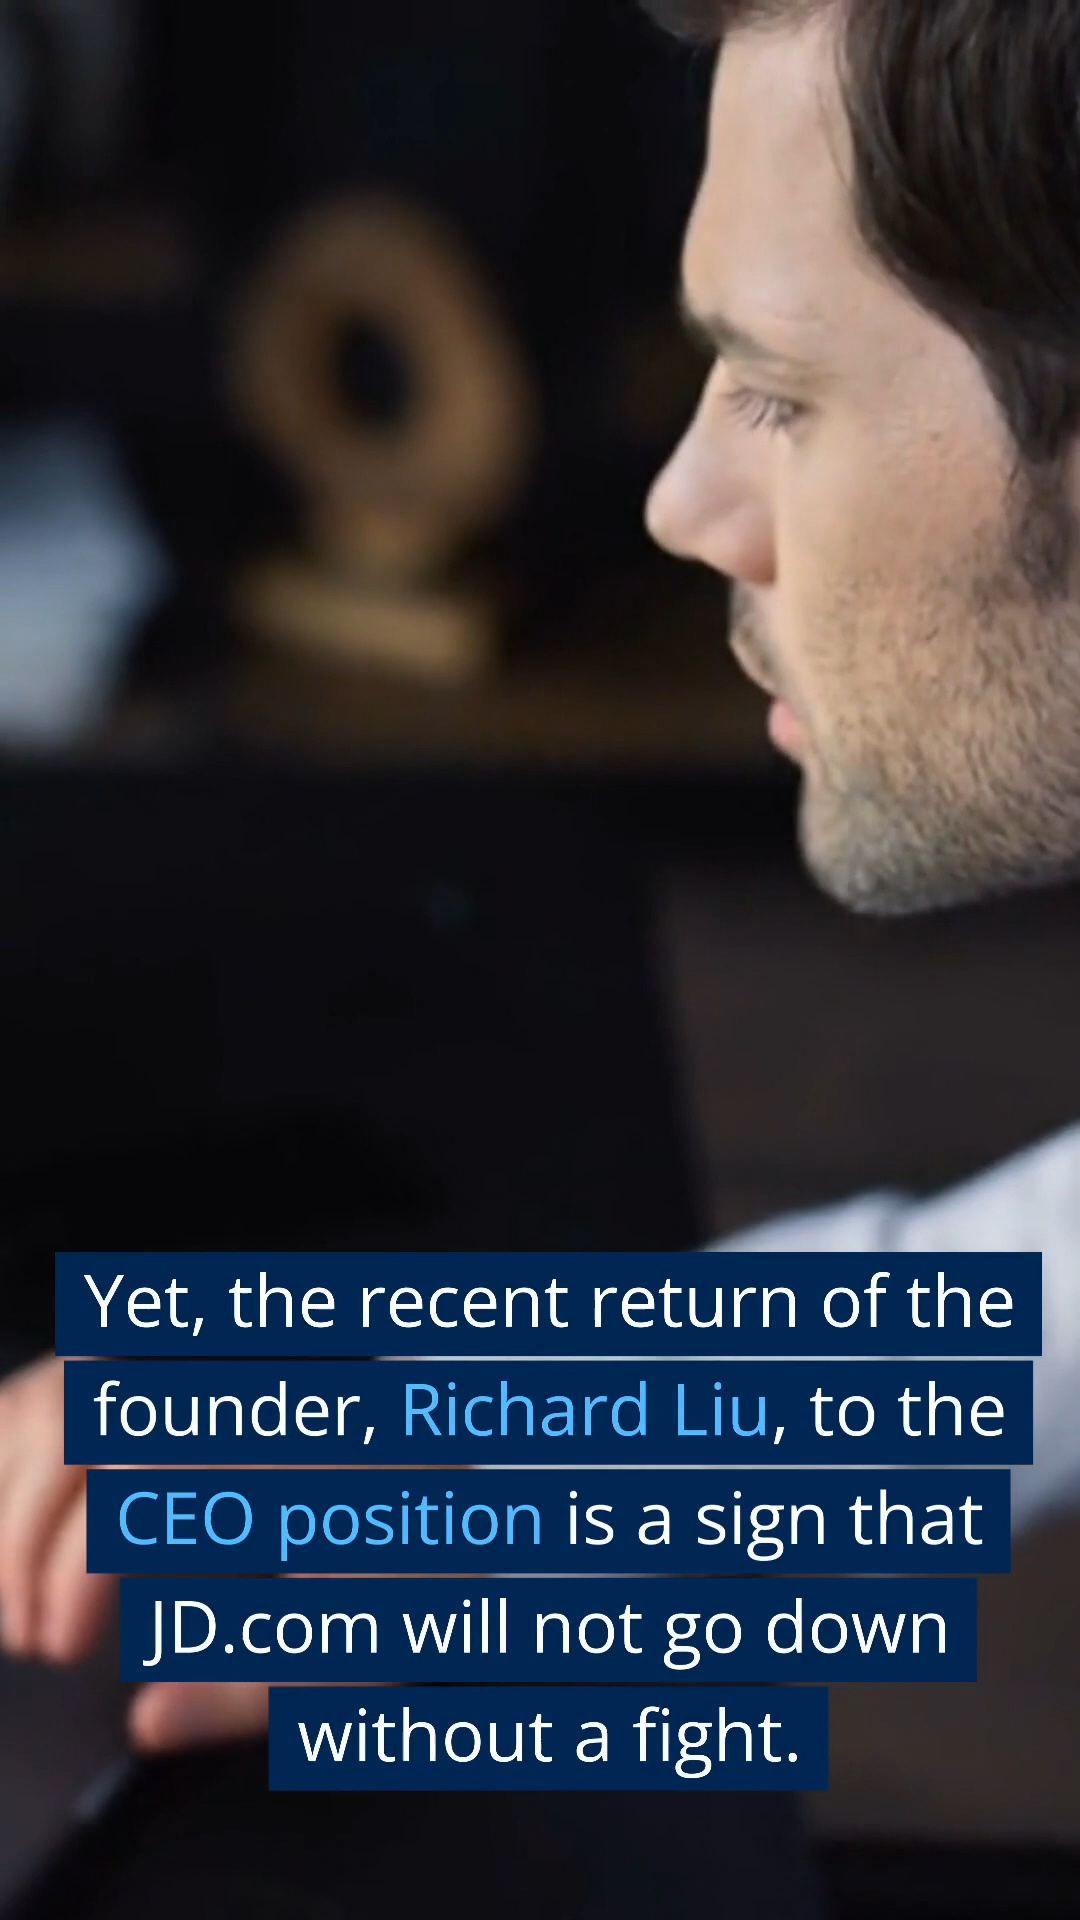 Yet, the recent return of the
founder, Richard Liu, to the
CEO position is a sign that
JD.com will not go down
without a fight.